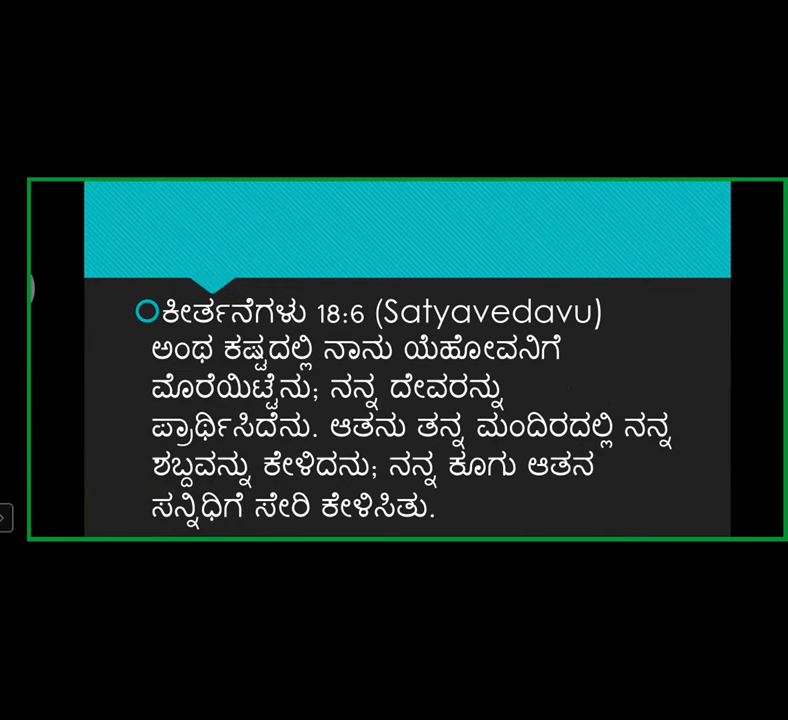 ಕೀರ್ತನೆಗಳು 18:6 (Satyavedavu)
ಅಂಥ ಕಷ್ಟದಲ್ಲಿ ನಾನು ಯೆಹೋವನಿಗೆ
ಮೊರೆಯಿಟ್ಟೆನು; ನನ್ನ ದೇವರನ್ನು
ಪ್ರಾರ್ಥಿಸಿದೆನು. ಆತನು ತನ್ನ ಮಂದಿರದಲ್ಲಿ ನನ್ನ
ಶಬ್ದವನ್ನು ಕೇಳಿದನು; ನನ್ನ ಕೂಗು ಆತನ
ಸನ್ನಿಧಿಗೆ ಸೇರಿ ಕೇಳಿಸಿತು.